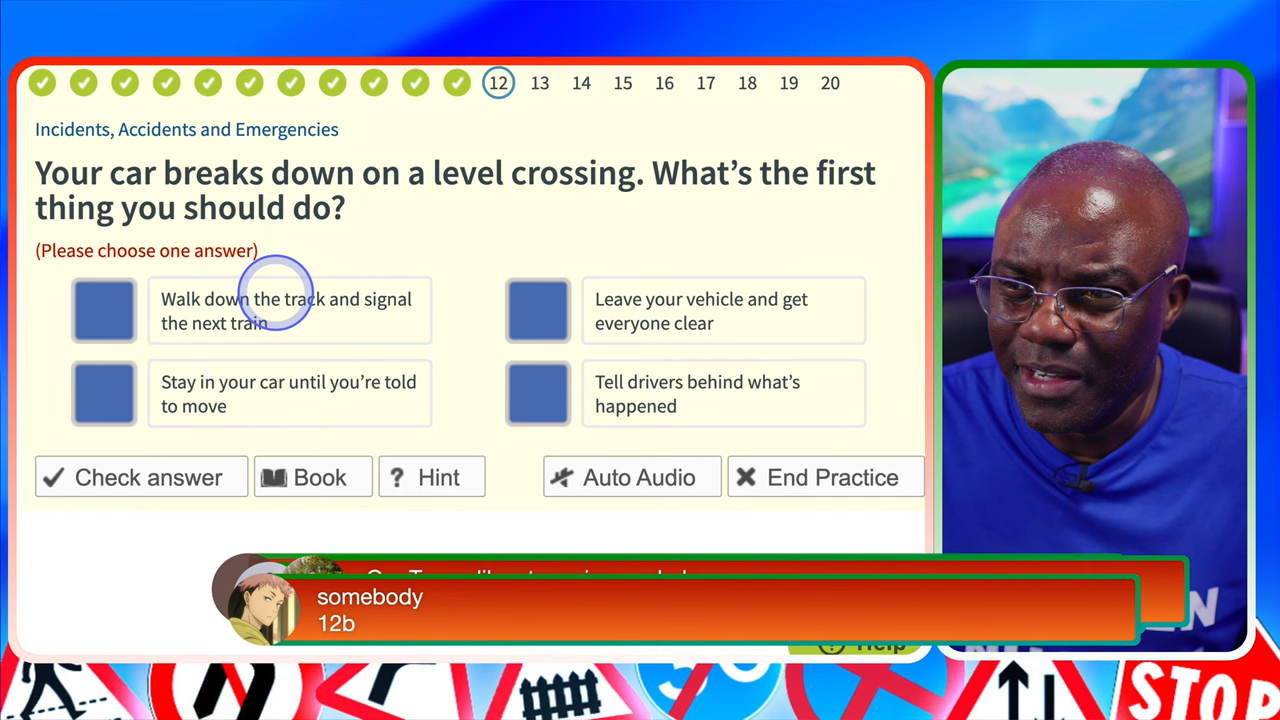 12 13 14 15 16 17 18 19 20
Incidents, Accidents and Emergencies
Your car breaks down on a level crossing. What's the first
thing you should do?
(Please choose one answer)
Walk down the track and signal
the next train
Leave your vehicle and get
everyone clear
Stay in your car until you're told
to move
Tell drivers behind what's
happened
Check answer
Book
? Hint
Auto Audio
End Practice
somebody
12b
Help
STOP